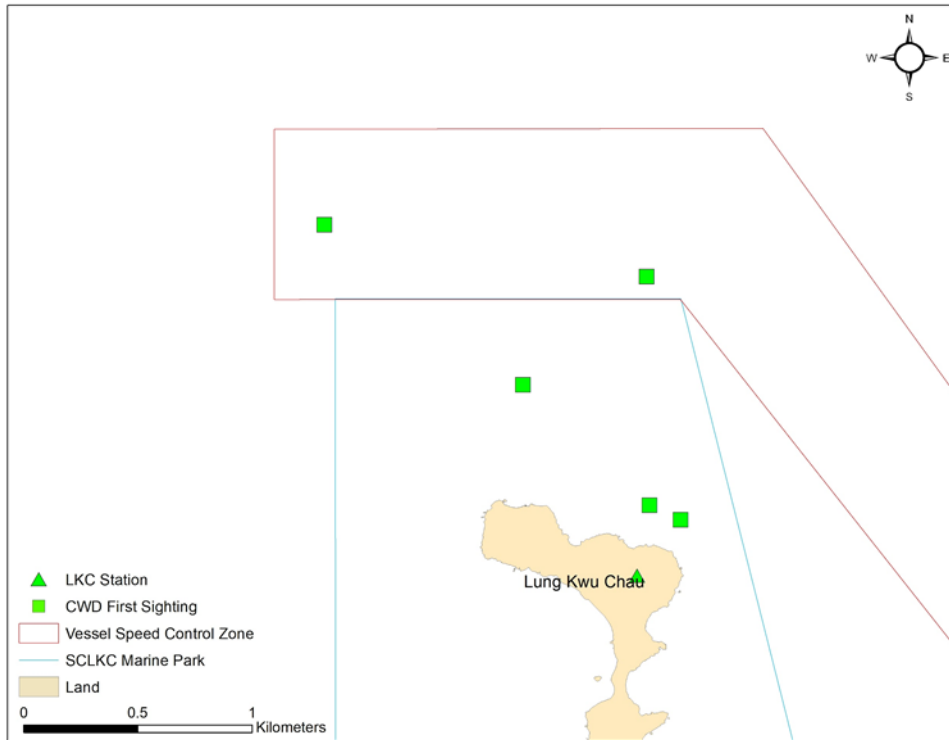 N
W E
S
Lung Kwu Chau
LKC Station
CWD First Sighting
Vessel Speed Control Zone
SCLKC Marine Park
Land
0 0.5 1
Kilometers